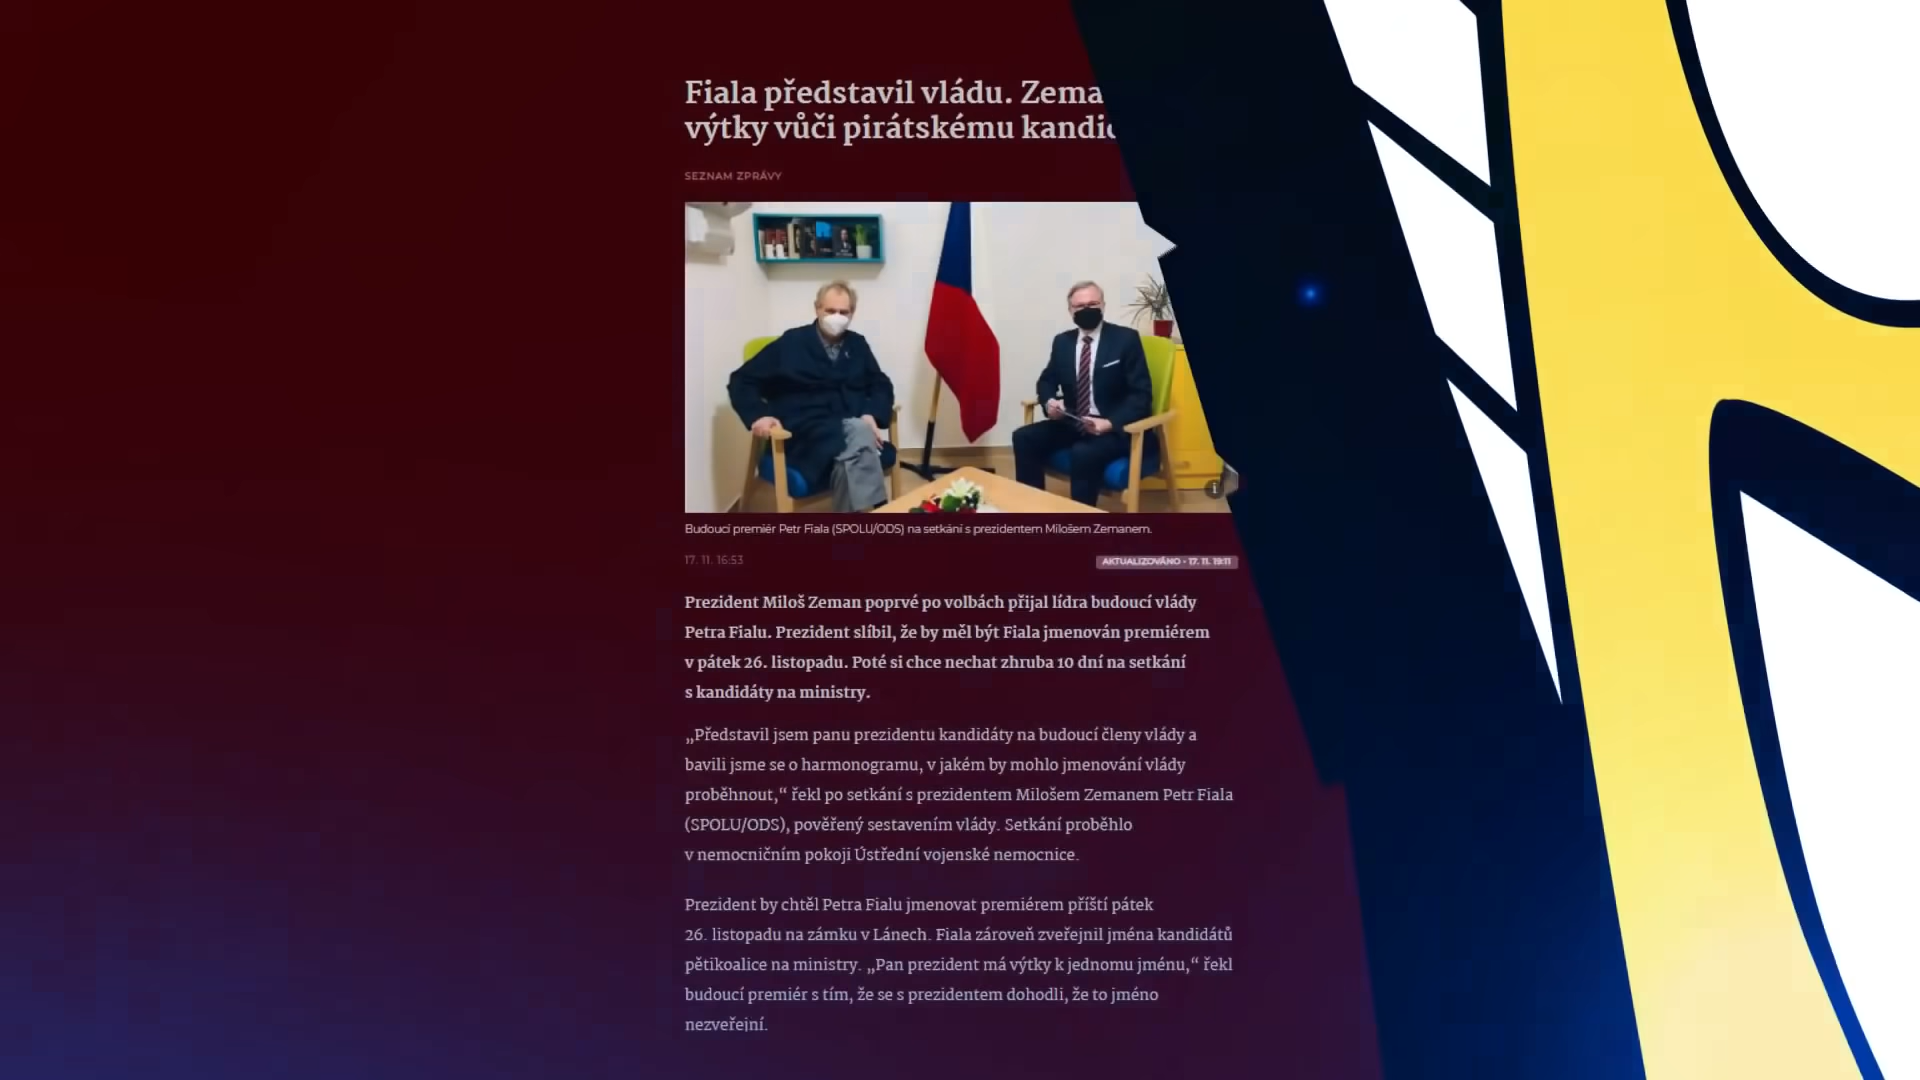 Fiala představil vládu. Zema
výtky vůči pirátskému kandid
SEZNAM ZPRÁVY
Budoucí premiér Petr Fiala (SPOLU/ODS) na setkání s prezidentem Milošem Zemanem.
17. 11. 16:53
AKTUALIZOVÁNO • 17. 11. 19:11
Prezident Miloš Zeman poprvé po volbách přijal lídra budoucí vlády
Petra Fialu. Prezident slíbil, že by měl být Fiala jmenován premiérem
v pátek 26. listopadu. Poté si chce nechat zhruba 10 dní na setkání
s kandidáty na ministry.
„Představil jsem panu prezidentu kandidáty na budoucí členy vlády a
bavili jsme se o harmonogramu, v jakém by mohlo jmenování vlády
proběhnout,“ řekl po setkání s prezidentem Milošem Zemanem Petr Fiala
(SPOLU/ODS), pověřený sestavením vlády. Setkání proběhlo
v nemocničním pokoji Ústřední vojenské nemocnice.
Prezident by chtěl Petra Fialu jmenovat premiérem příští pátek
26. listopadu na zámku v Lánech. Fiala zároveň zveřejnil jména kandidátů
pětikoalice na ministry. „Pan prezident má výtky k jednomu jménu,“ řekl
budoucí premiér s tím, že se s prezidentem dohodli, že to jméno
nezveřejní.